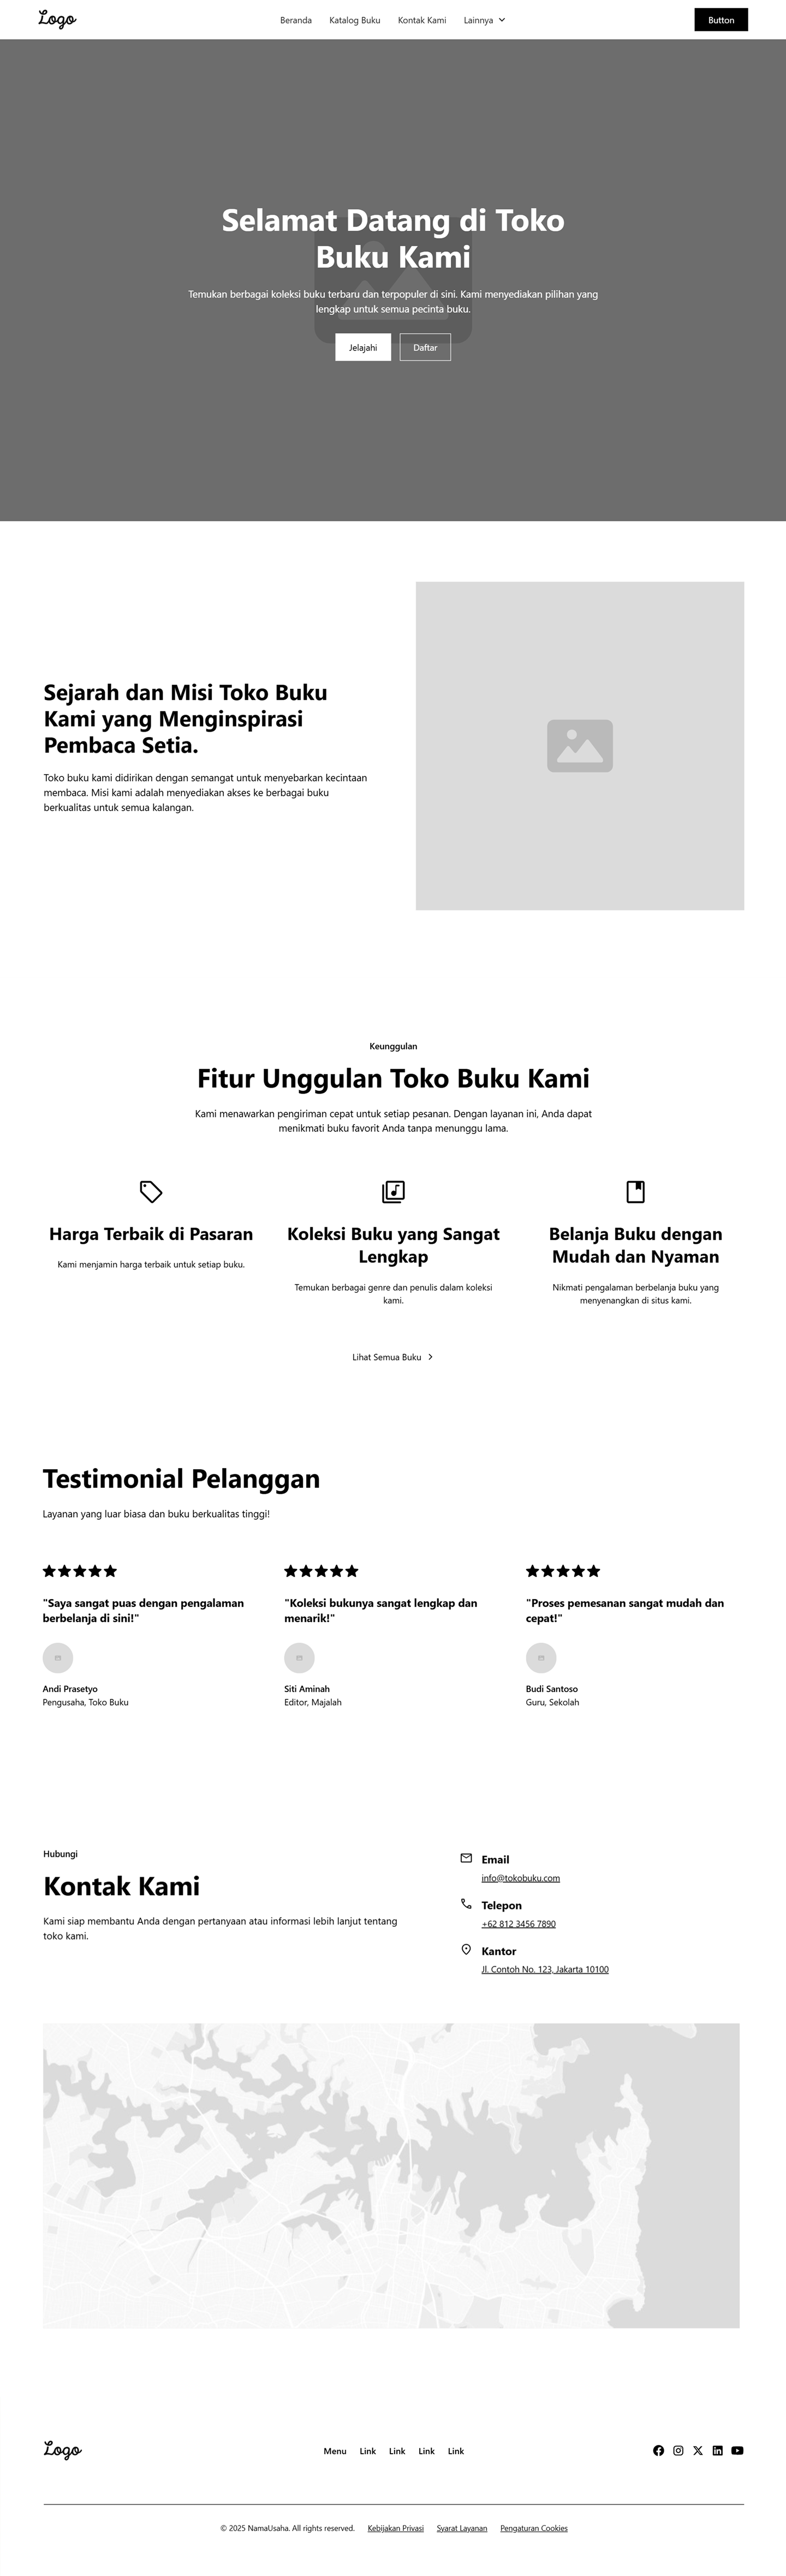 Logo
Beranda
Katalog Buku
Kontak Kami
Lainnya
Button
Selamat Datang di Toko
Buku Kami
Temukan berbagai koleksi buku terbaru dan terpopuler di sini. Kami menyediakan pilihan yang
lengkap untuk semua pecinta buku.
Jelajahi
Daftar
Sejarah dan Misi Toko Buku
Kami yang Menginspirasi
Pembaca Setia.
Toko buku kami didirikan dengan semangat untuk menyebarkan kecintaan
membaca. Misi kami adalah menyediakan akses ke berbagai buku
berkualitas untuk semua kalangan.
Keunggulan
Fitur Unggulan Toko Buku Kami
Kami menawarkan pengiriman cepat untuk setiap pesanan. Dengan layanan ini, Anda dapat
menikmati buku favorit Anda tanpa menunggu lama.
Harga Terbaik di Pasaran
Kami menjamin harga terbaik untuk setiap buku.
Koleksi Buku yang Sangat
Lengkap
Temukan berbagai genre dan penulis dalam koleksi
kami.
Belanja Buku dengan
Mudah dan Nyaman
Nikmati pengalaman berbelanja buku yang
menyenangkan di situs kami.
Lihat Semua Buku
Testimonial Pelanggan
Layanan yang luar biasa dan buku berkualitas tinggi!
"Saya sangat puas dengan pengalaman
berbelanja di sini!"
Andi Prasetyo
Pengusaha, Toko Buku
"Koleksi bukunya sangat lengkap dan
menarik!"
Siti Aminah
Editor, Majalah
"Proses pemesanan sangat mudah dan
cepat!"
Budi Santoso
Guru, Sekolah
Hubungi
Kontak Kami
Kami siap membantu Anda dengan pertanyaan atau informasi lebih lanjut tentang
toko kami.
Email
info@tokobuku.com
Telepon
+62 812 3456 7890
Kantor
Jl. Contoh No. 123, Jakarta 10100
Logo
Menu
Link
Link
Link
Link
© 2025 NamaUsaha. All rights reserved.
Kebijakan Privasi
Syarat Layanan
Pengaturan Cookies